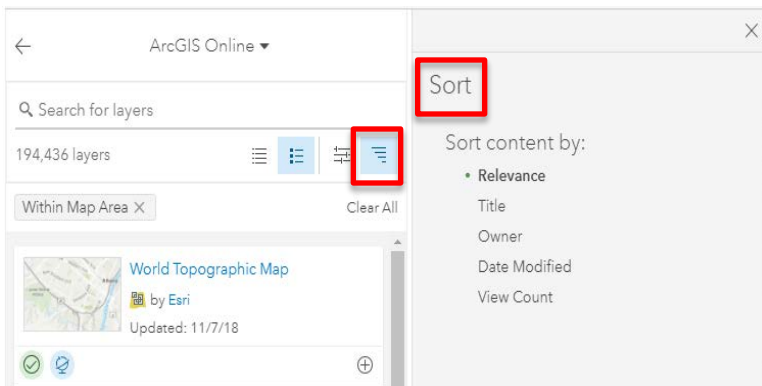 ArcGIS Online
Search for layers
194,436 layers
Within Map Area
Clear All
World Topographic Map
by Esri
Updated: 11/7/18
Sort
Sort content by:
• Relevance
Title
Owner
Date Modified
View Count